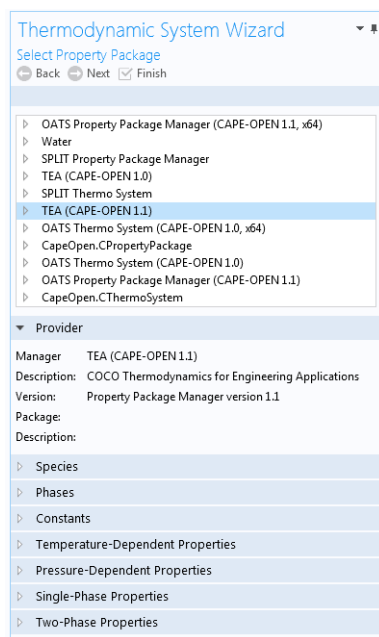 Thermodynamic System Wizard
Select Property Package
Back Next Finish
OATS Property Package Manager (CAPE-OPEN 1.1, x64)
Water
SPLIT Property Package Manager
TEA (CAPE-OPEN 1.0)
SPLIT Thermo System
TEA (CAPE-OPEN 1.1)
OATS Thermo System (CAPE-OPEN 1.0, x64)
CapeOpen.CPropertyPackage
OATS Thermo System (CAPE-OPEN 1.0)
OATS Property Package Manager (CAPE-OPEN 1.1)
CapeOpen.CThermoSystem
Provider
Manager TEA (CAPE-OPEN 1.1)
Description: COCO Thermodynamics for Engineering Applications
Version: Property Package Manager version 1.1
Package:
Description:
Species
Phases
Constants
Temperature-Dependent Properties
Pressure-Dependent Properties
Single-Phase Properties
Two-Phase Properties